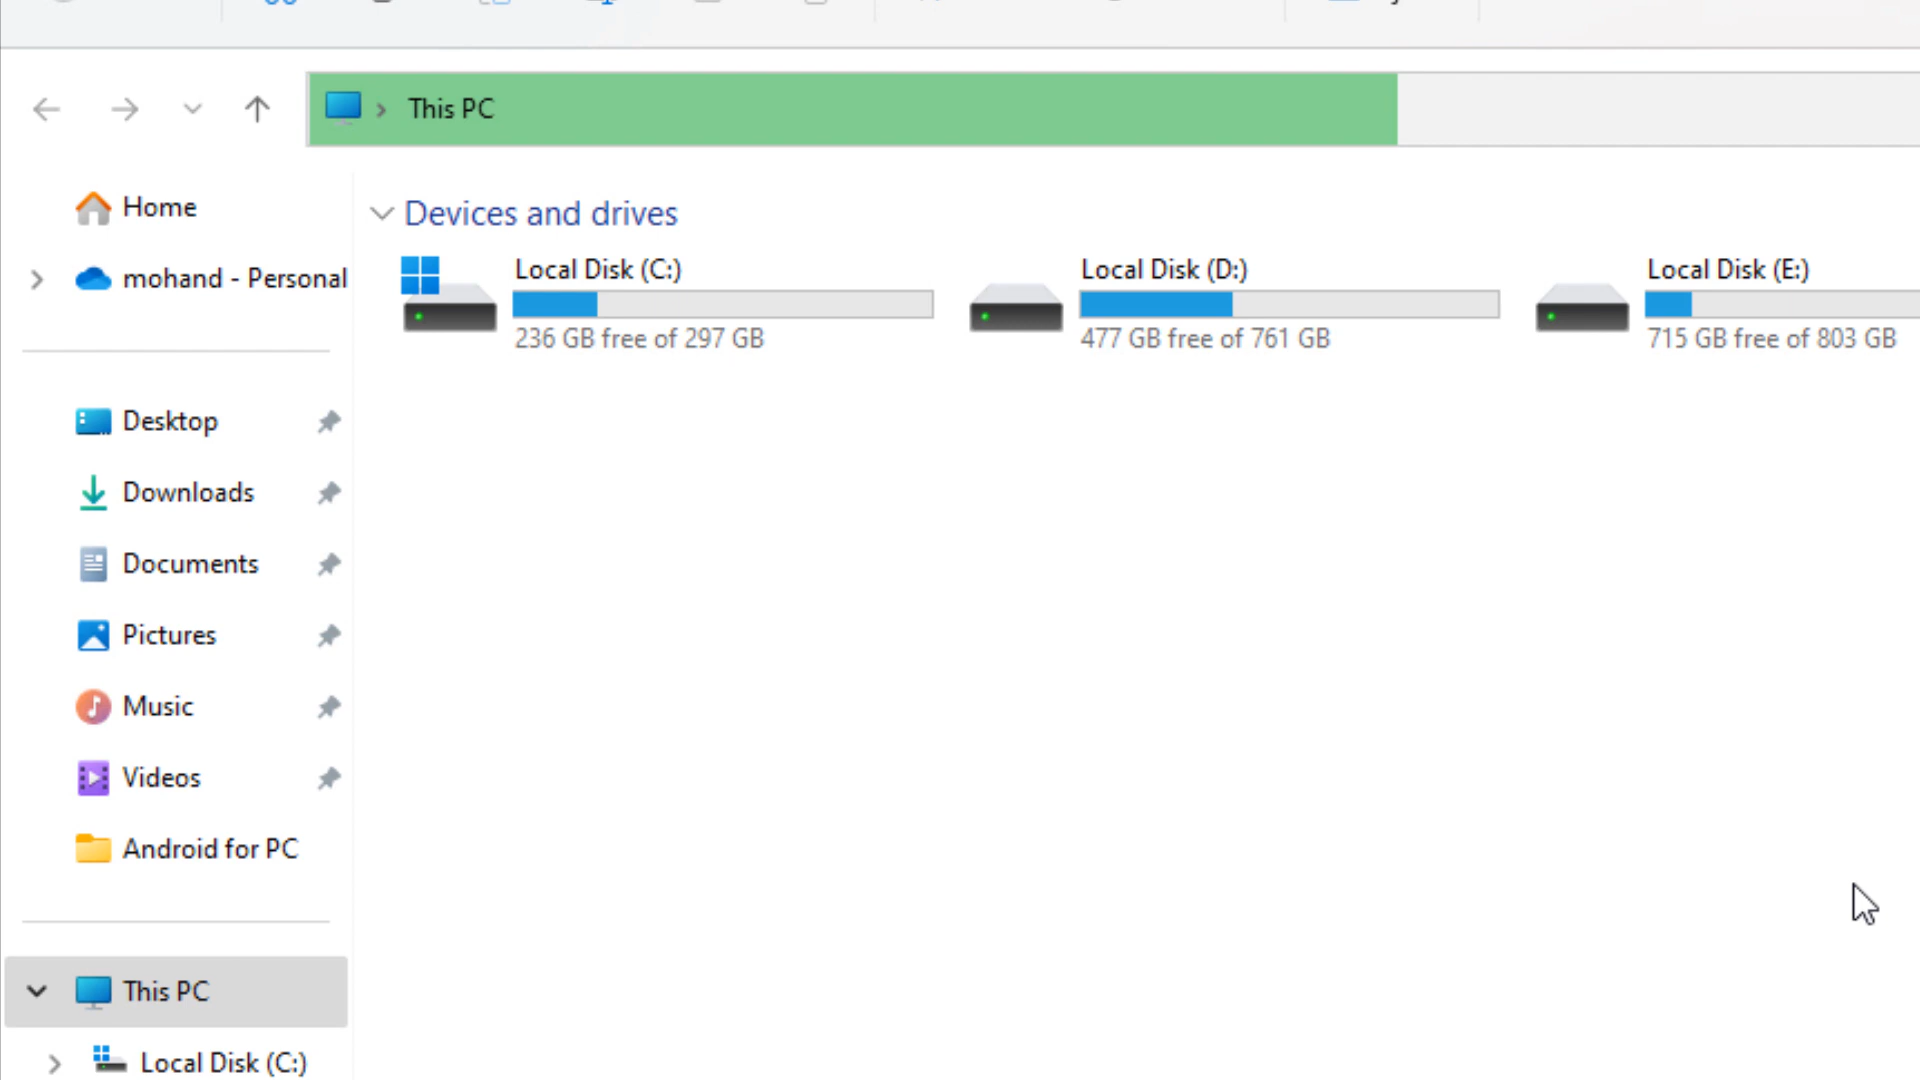 This PC
Home
mohand - Personal
Desktop
Downloads
Documents
Pictures
Music
Videos
Android for PC
This PC
Local Disk (C:)
Devices and drives
Local Disk (C:)
236 GB free of 297 GB
Local Disk (D:)
477 GB free of 761 GB
Local Disk (E:)
715 GB free of 803 GB